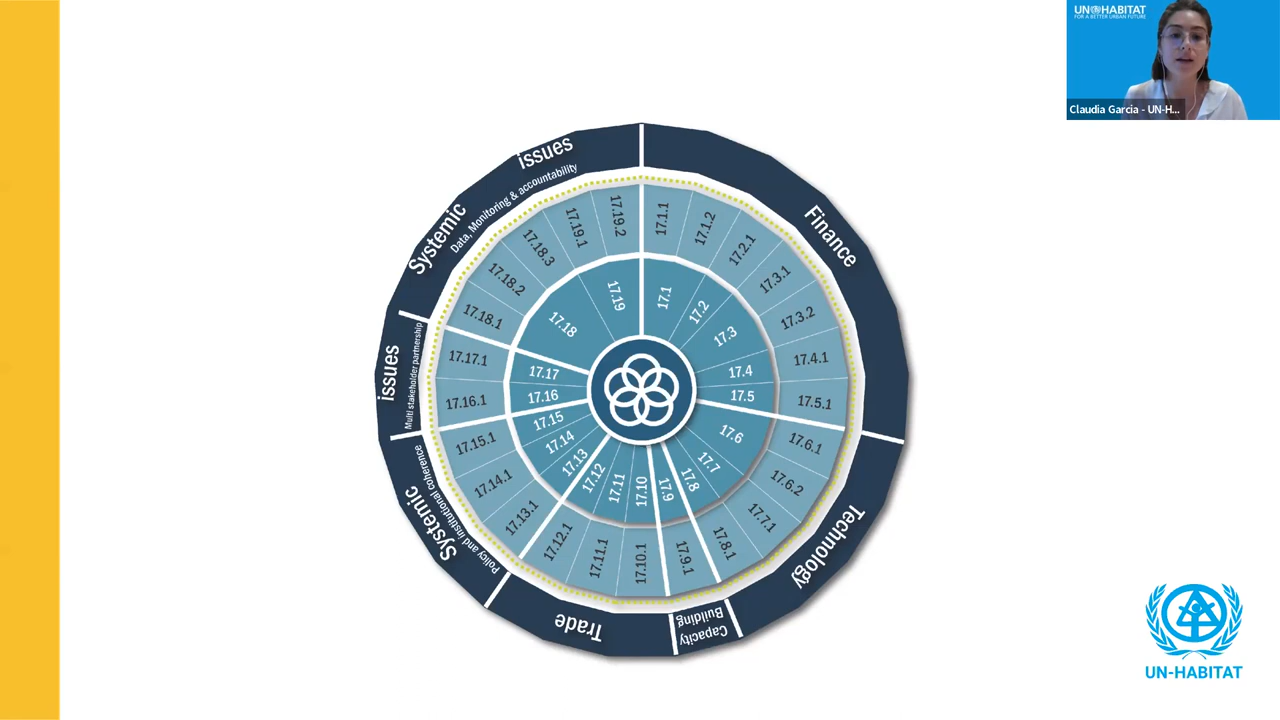 UN HABITAT
FOR A BETTER URBAN FUTURE
Claudia Garcia - UN-H...
Finance
Technology
Capacity
Building
Trade
Systemic
Policy and institutional coherence
issues
Multi stakeholder partnership
Systemic
issues
Data, Monitoring & accountability
17.1.1
17.1.2
17.2.1
17.3.1
17.3.2
17.4.1
17.5.1
17.6.1
17.6.2
17.7.1
17.8.1
17.9.1
17.10.1
17.11.1
17.12.1
17.13.1
17.14.1
17.15.1
17.16.1
17.17.1
17.18.1
17.18.2
17.18.3
17.19.1
17.19.2
17.1
17.2
17.3
17.4
17.5
17.6
17.7
17.8
17.9
17.10
17.11
17.12
17.13
17.14
17.15
17.16
17.17
17.18
17.19
UN-HABITAT